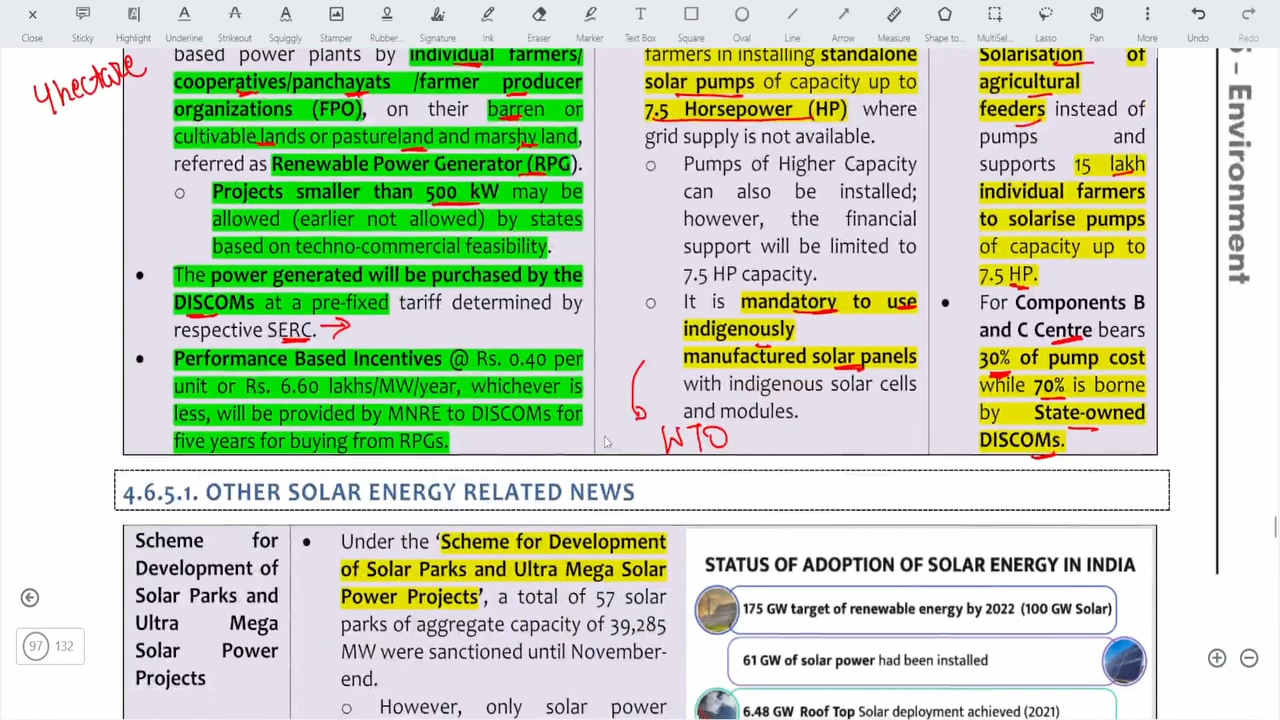 Close
Sticky
Highlight
Underline
Strikeout
Squiggly
Stamper
Rubber...
Signature
Ink
Eraser
Marker
Text Box
Square
Oval
Line
Arrow
Measure
Shape to...
MultiSel...
Lasso
Pan
More
Undo
Redo
4 hectare
based power plants by individual farmers/
cooperatives/panchayats /farmer producer
organizations (FPO), on their barren or
cultivable lands or pastureland and marshy land,
referred as Renewable Power Generator (RPG).
o Projects smaller than 500 kW may be
allowed (earlier not allowed) by states
based on techno-commercial feasibility.
• The power generated will be purchased by the
DISCOMs at a pre-fixed tariff determined by
respective SERC. →
• Performance Based Incentives @ Rs. 0.40 per
unit or Rs. 6.60 lakhs/MW/year, whichever is
less, will be provided by MNRE to DISCOMs for
five years for buying from RPGs.
farmers in installing standalone
solar pumps of capacity up to
7.5 Horsepower (HP) where
grid supply is not available.
o Pumps of Higher Capacity
can also be installed;
however, the financial
support will be limited to
7.5 HP capacity.
o It is mandatory to use
indigenously
manufactured solar panels
with indigenous solar cells
and modules.
WTO
Solarisation of
agricultural
feeders instead of
pumps and
supports 15 lakh
individual farmers
to solarise pumps
of capacity up to
7.5 HP.
• For Components B
and C Centre bears
30% of pump cost
while 70% is borne
by State-owned
DISCOMs.
4.6.5.1. OTHER SOLAR ENERGY RELATED NEWS
Scheme for
Development of
Solar Parks and
Ultra Mega
Solar Power
Projects
• Under the ‘Scheme for Development
of Solar Parks and Ultra Mega Solar
Power Projects’, a total of 57 solar
parks of aggregate capacity of 39,285
MW were sanctioned until November-
end.
o However, only solar power
STATUS OF ADOPTION OF SOLAR ENERGY IN INDIA
175 GW target of renewable energy by 2022 (100 GW Solar)
61 GW of solar power had been installed
6.48 GW Roof Top Solar deployment achieved (2021)
- Environment
97 132